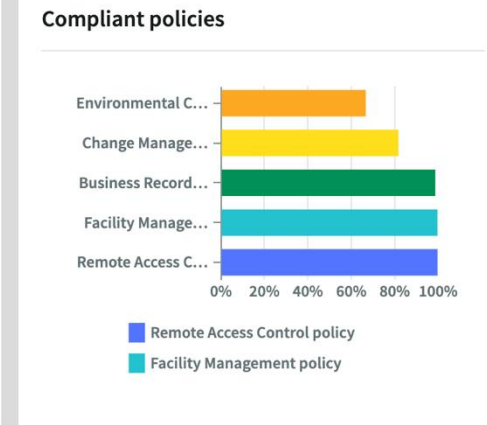 Compliant policies
Environmental C...
Change Manage...
Business Record...
Facility Manage...
Remote Access C...
0% 20% 40% 60% 80% 100%
Remote Access Control policy
Facility Management policy